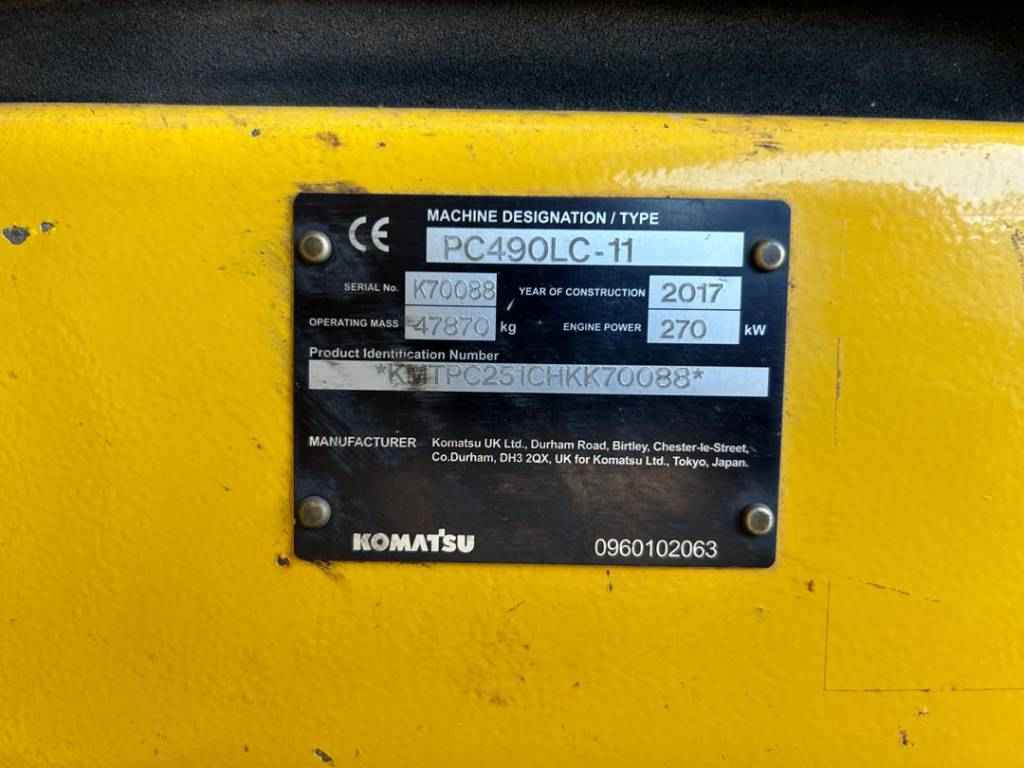 CE MACHINE DESIGNATION / TYPE
PC490LC-11
SERIAL No. K70088 YEAR OF CONSTRUCTION 2017
OPERATING MASS 47870 kg ENGINE POWER 270 kW
Product Identification Number
*KMTPC251CHKK70088*
MANUFACTURER Komatsu UK Ltd., Durham Road, Birtley, Chester-le-Street,
Co.Durham, DH3 2QX, UK for Komatsu Ltd., Tokyo, Japan.
KOMATSU 0960102063